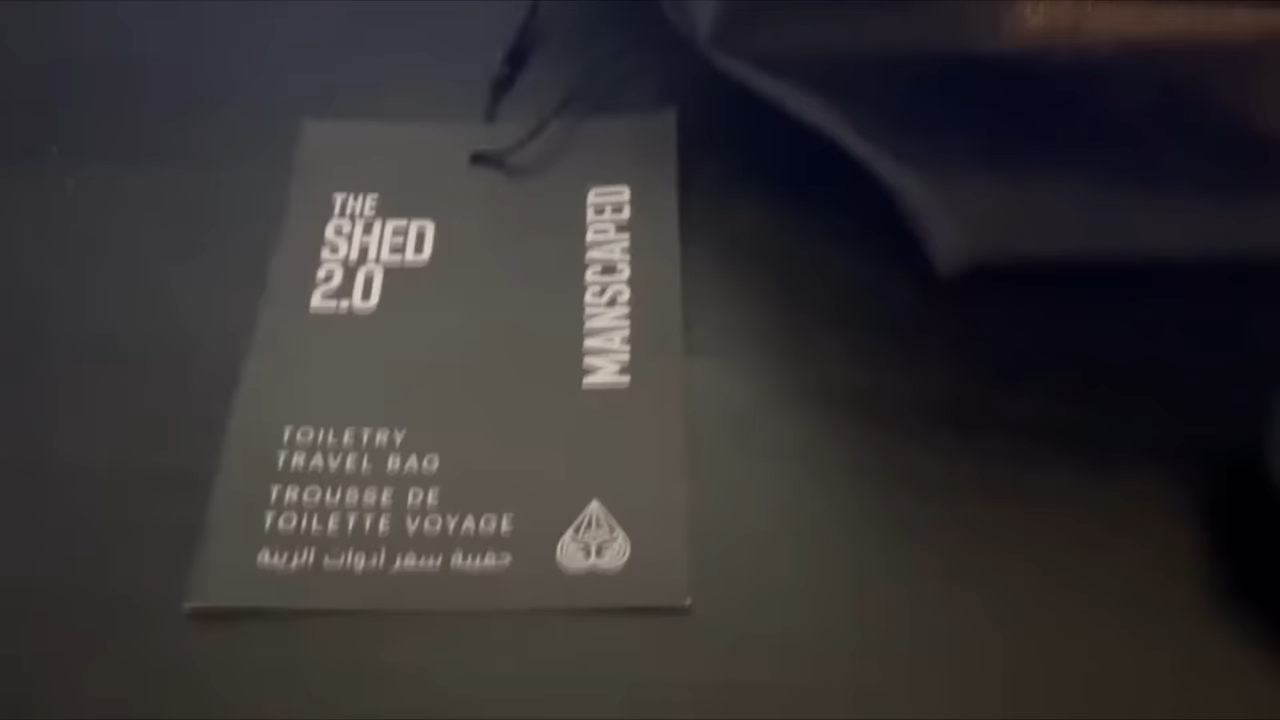 THE
SHED
2.0
MANSCAPED
TOILETRY
TRAVEL BAG
TROUSSE DE
TOILETTE VOYAGE
حقيبة سفر أدوات الزينة